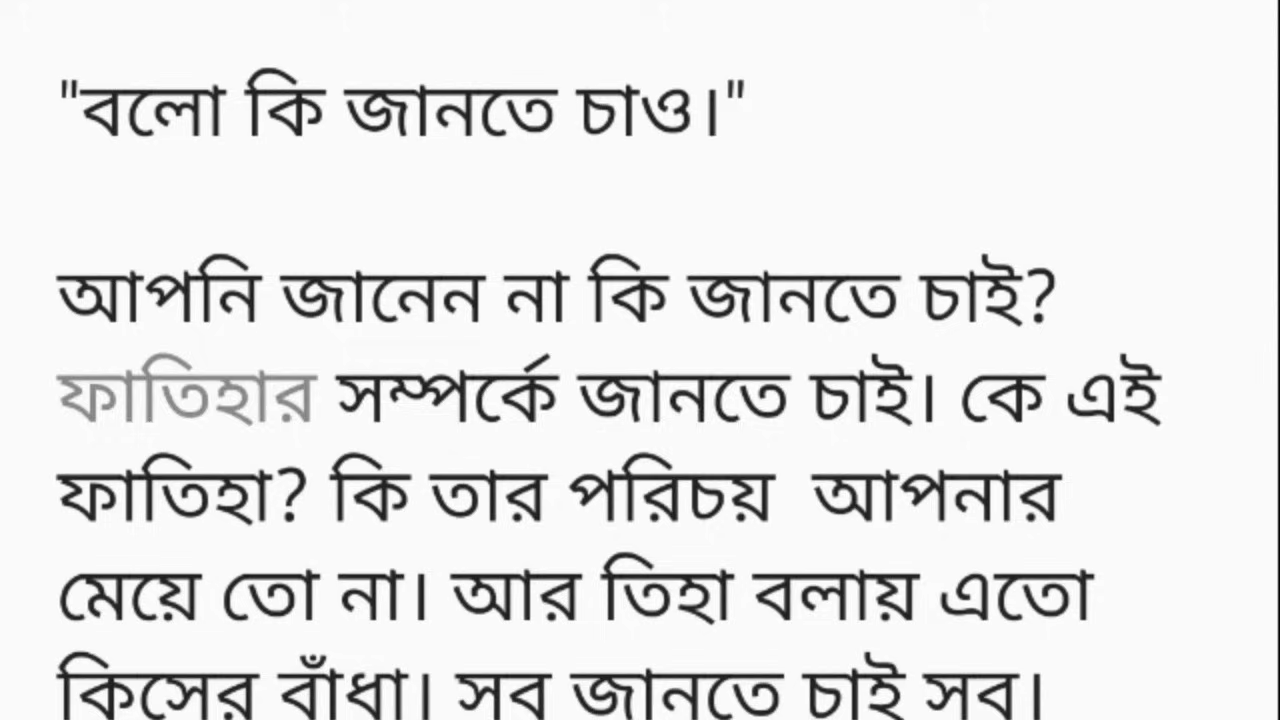 "বলো কি জানতে চাও।"
আপনি জানেন না কি জানতে চাই?
ফাতিহার সম্পর্কে জানতে চাই। কে এই
ফাতিহা? কি তার পরিচয়  আপনার
মেয়ে তো না। আর তিহা বলায় এতো
কিসের বাঁধা। সব জানতে চাই সব।